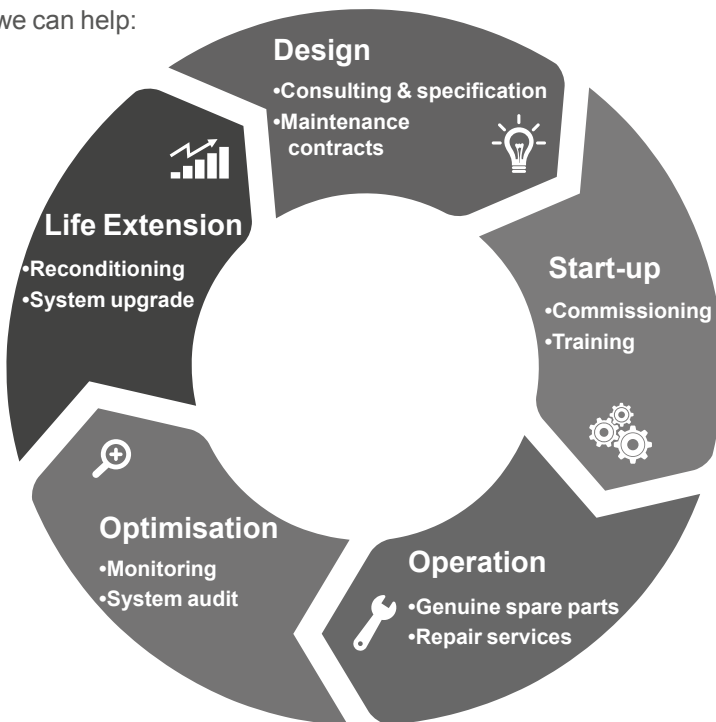 we can help:
Design
•Consulting & specification
•Maintenance
contracts
Start-up
•Commissioning
•Training
Operation
•Genuine spare parts
•Repair services
Optimisation
•Monitoring
•System audit
Life Extension
•Reconditioning
•System upgrade